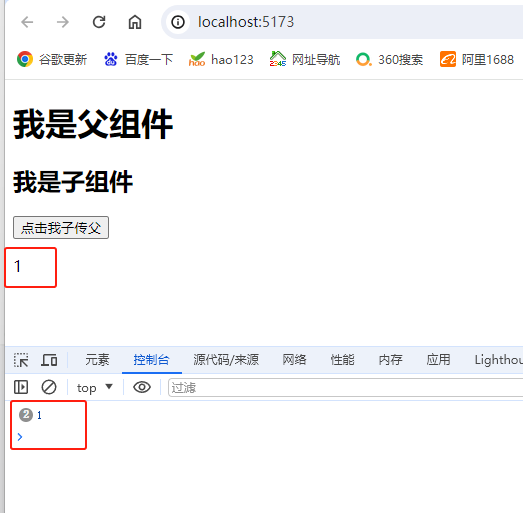 localhost:5173
谷歌更新 百度一下 hao123 网址导航 360搜索 阿里1688
我是父组件
我是子组件
点击我子传父
1
元素 控制台 源代码/来源 网络 性能 内存 应用 Lightho
top 过滤
2 1